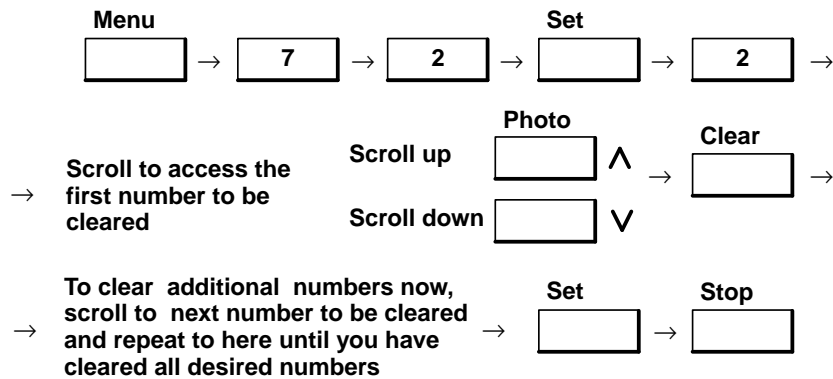 Menu Set
→ 7 → 2 → → 2 →
Photo
Scroll up ∧ Clear
→ Scroll to access the
first number to be
cleared
→ →
Scroll down ∨
To clear additional numbers now,
scroll to next number to be cleared
and repeat to here until you have
cleared all desired numbers
→ → Set → Stop